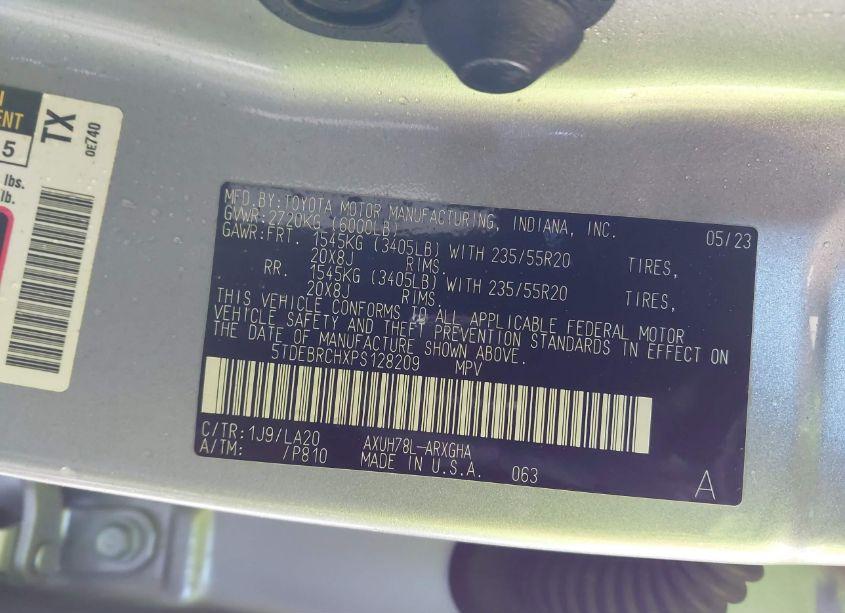 ENT
5
lbs.
lb.
TX
0E740
MFD.BY:TOYOTA MOTOR MANUFACTURING, INDIANA, INC. 05/23
GVWR:2720KG (6000LB)
GAWR:FRT. 1545KG (3405LB) WITH 235/55R20 TIRES,
20X8J RIMS.
RR. 1545KG (3405LB) WITH 235/55R20 TIRES,
20X8J RIMS.
THIS VEHICLE CONFORMS TO ALL APPLICABLE FEDERAL MOTOR
VEHICLE SAFETY AND THEFT PREVENTION STANDARDS IN EFFECT ON
THE DATE OF MANUFACTURE SHOWN ABOVE.
5TDEBRCHXPS128209 MPV
C/TR:1J9/LA20 AXUH78L-ARXGHA
A/TM: /P810 MADE IN U.S.A. 063
A